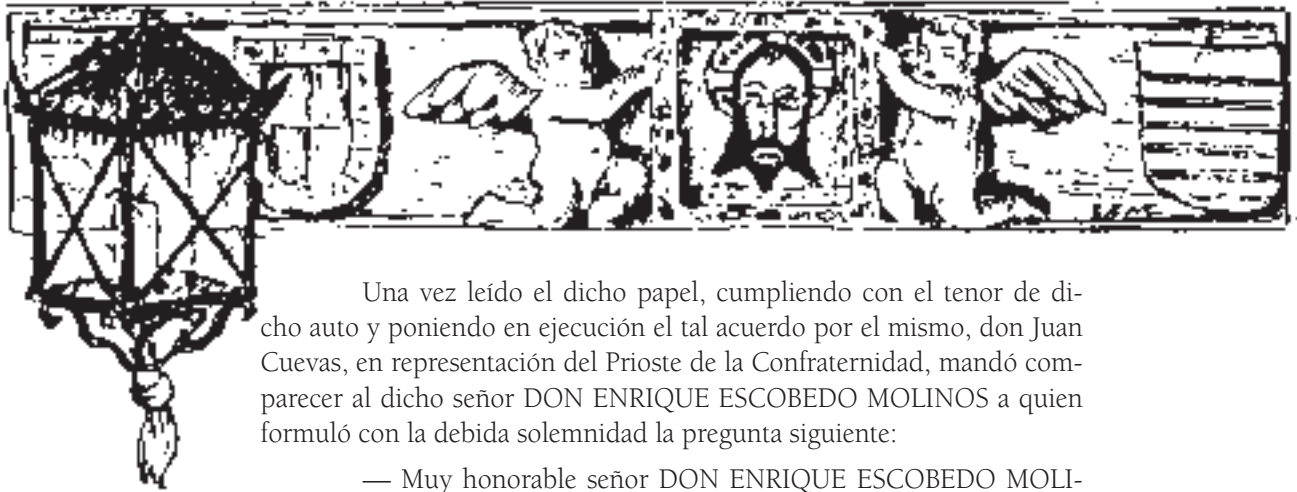 Una vez leído el dicho papel, cumpliendo con el tenor de di-
cho auto y poniendo en ejecución el tal acuerdo por el mismo, don Juan
Cuevas, en representación del Prioste de la Confraternidad, mandó com-
parecer al dicho señor DON ENRIQUE ESCOBEDO MOLINOS a quien
formuló con la debida solemnidad la pregunta siguiente:
— Muy honorable señor DON ENRIQUE ESCOBEDO MOLI-